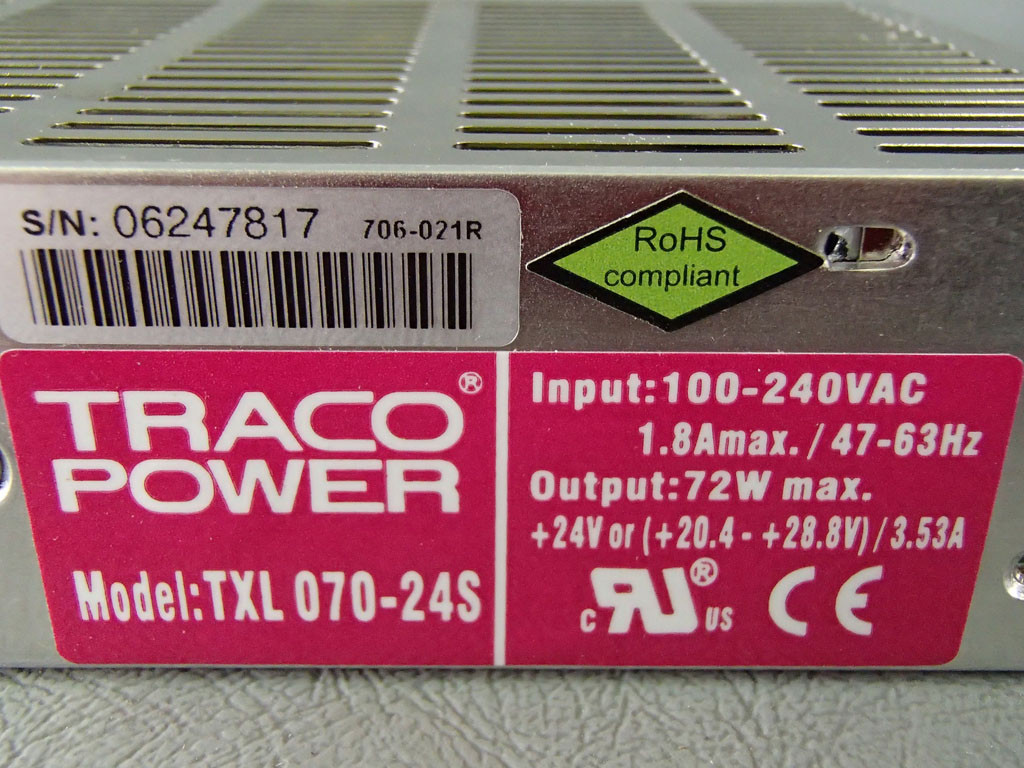 S/N: 06247817 706-021R
RoHS
compliant
TRACO®
POWER
Model:TXL 070-24S
Input:100-240VAC
1.8Amax./47-63Hz
Output:72W max.
+24V or (+20.4 - +28.8V)/3.53A
c RU® US CE